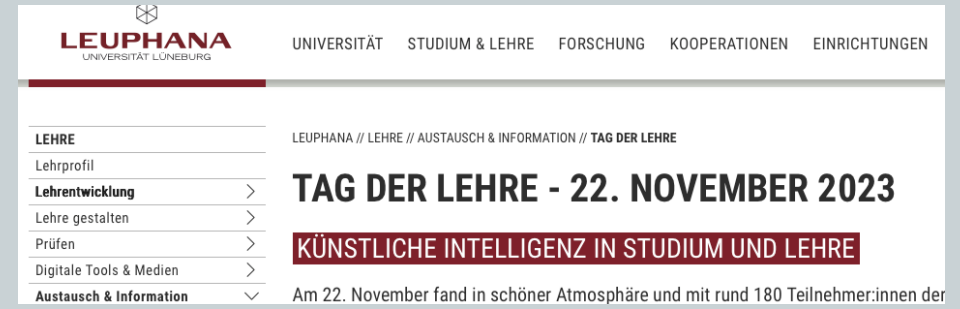 LEUPHANA
UNIVERSITÄT LÜNEBURG
UNIVERSITÄT STUDIUM & LEHRE FORSCHUNG KOOPERATIONEN EINRICHTUNGEN
LEHRE
Lehrprofil
Lehrentwicklung
Lehre gestalten
Prüfen
Digitale Tools & Medien
Austausch & Information
LEUPHANA // LEHRE // AUSTAUSCH & INFORMATION // TAG DER LEHRE
TAG DER LEHRE - 22. NOVEMBER 2023
KÜNSTLICHE INTELLIGENZ IN STUDIUM UND LEHRE
Am 22. November fand in schöner Atmosphäre und mit rund 180 Teilnehmer:innen der